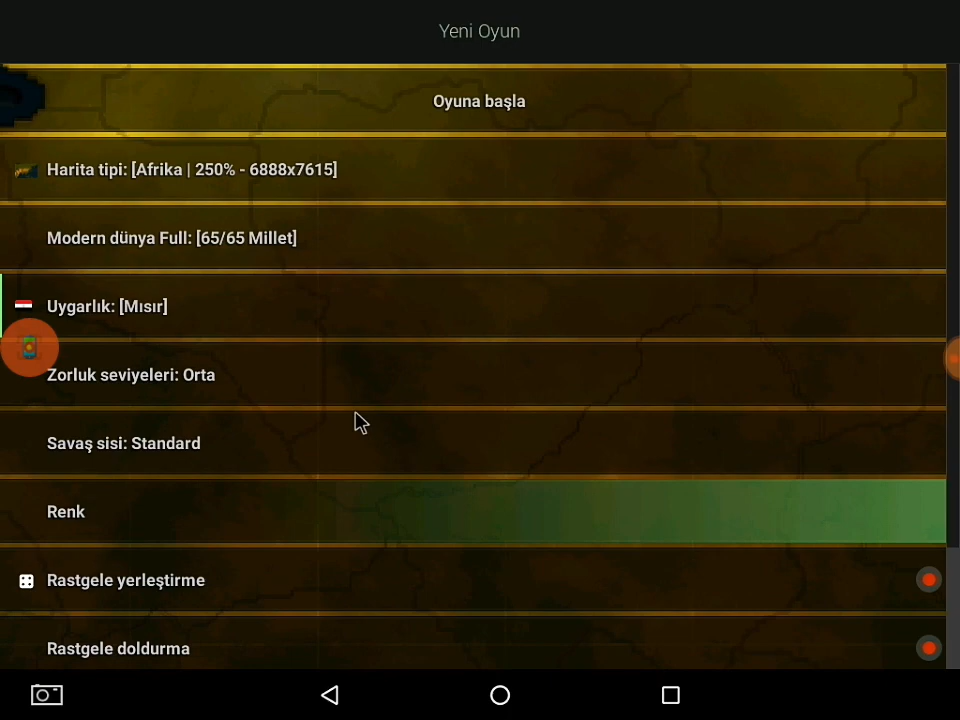 Yeni Oyun
Oyuna başla
Harita tipi: [Afrika | 250% - 6888x7615]
Modern dünya Full: [65/65 Millet]
Uygarlık: [Mısır]
Zorluk seviyeleri: Orta
Savaş sisi: Standard
Renk
Rastgele yerleştirme
Rastgele doldurma